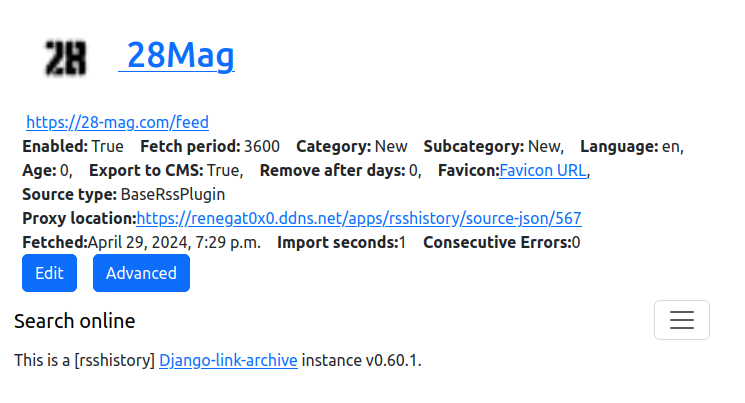 28 28Mag
https://28-mag.com/feed
Enabled: True Fetch period: 3600 Category: New Subcategory: New, Language: en,
Age: 0, Export to CMS: True, Remove after days: 0, Favicon:Favicon URL,
Source type: BaseRssPlugin
Proxy location:https://renegat0x0.ddns.net/apps/rsshistory/source-json/567
Fetched:April 29, 2024, 7:29 p.m. Import seconds:1 Consecutive Errors:0
Edit Advanced
Search online
This is a [rsshistory] Django-link-archive instance v0.60.1.